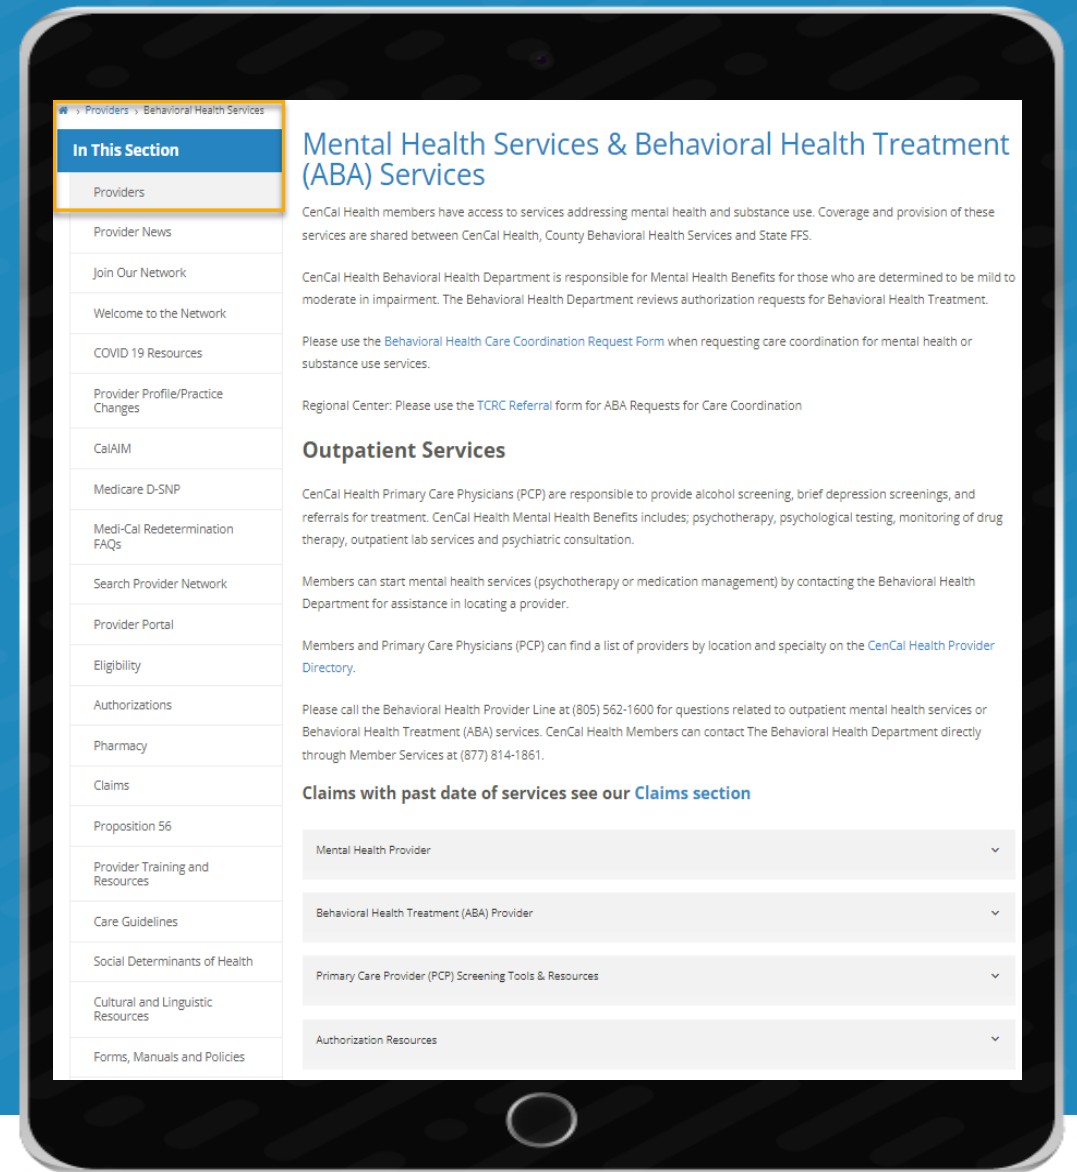 Providers › Behavioral Health Services
In This Section
Providers
Provider News
Join Our Network
Welcome to the Network
COVID 19 Resources
Provider Profile/Practice
Changes
CalAIM
Medicare D-SNP
Medi-Cal Redetermination
FAQs
Search Provider Network
Provider Portal
Eligibility
Authorizations
Pharmacy
Claims
Proposition 56
Provider Training and
Resources
Care Guidelines
Social Determinants of Health
Cultural and Linguistic
Resources
Forms, Manuals and Policies
Mental Health Services & Behavioral Health Treatment
(ABA) Services
CenCal Health members have access to services addressing mental health and substance use. Coverage and provision of these
services are shared between CenCal Health, County Behavioral Health Services and State FFS.
CenCal Health Behavioral Health Department is responsible for Mental Health Benefits for those who are determined to be mild to
moderate in impairment. The Behavioral Health Department reviews authorization requests for Behavioral Health Treatment.
Please use the Behavioral Health Care Coordination Request Form when requesting care coordination for mental health or
substance use services.
Regional Center: Please use the TCRC Referral form for ABA Requests for Care Coordination
Outpatient Services
CenCal Health Primary Care Physicians (PCP) are responsible to provide alcohol screening, brief depression screenings, and
referrals for treatment. CenCal Health Mental Health Benefits includes; psychotherapy, psychological testing, monitoring of drug
therapy, outpatient lab services and psychiatric consultation.
Members can start mental health services (psychotherapy or medication management) by contacting the Behavioral Health
Department for assistance in locating a provider.
Members and Primary Care Physicians (PCP) can find a list of providers by location and specialty on the CenCal Health Provider
Directory.
Please call the Behavioral Health Provider Line at (805) 562-1600 for questions related to outpatient mental health services or
Behavioral Health Treatment (ABA) services. CenCal Health Members can contact The Behavioral Health Department directly
through Member Services at (877) 814-1861.
Claims with past date of services see our Claims section
Mental Health Provider
Behavioral Health Treatment (ABA) Provider
Primary Care Provider (PCP) Screening Tools & Resources
Authorization Resources